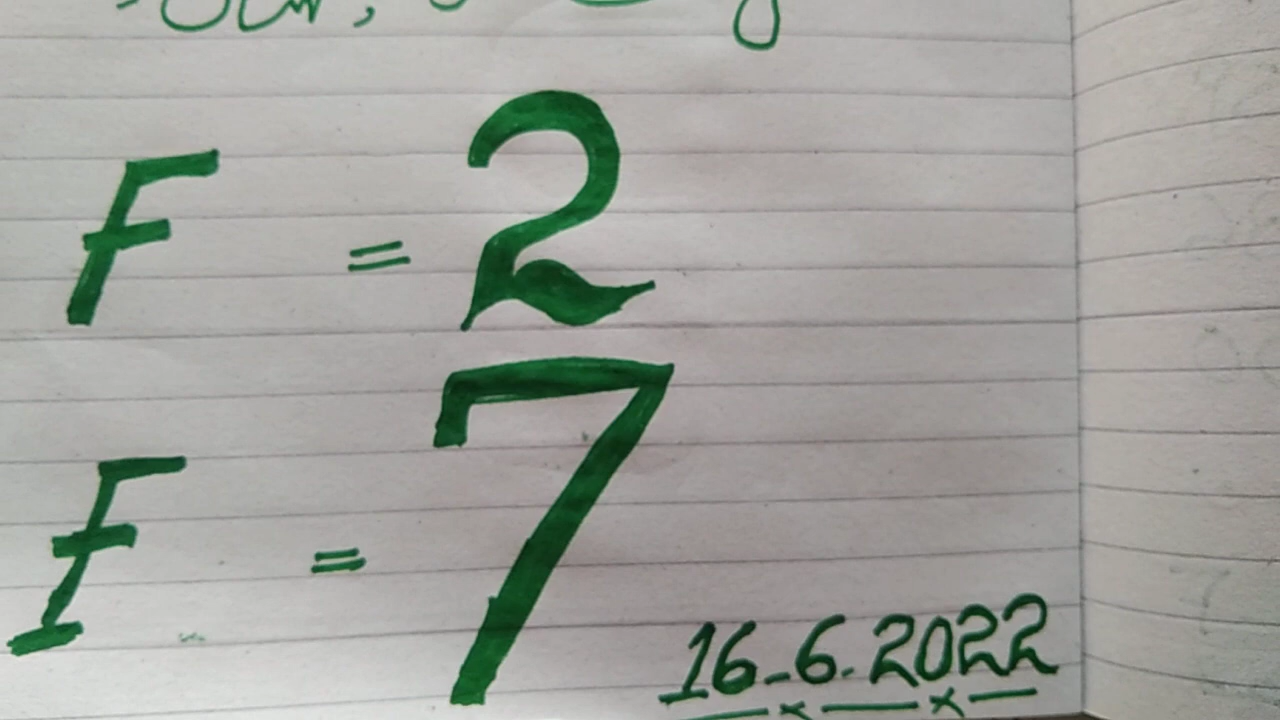 F = 2
F = 7
16-6-2022